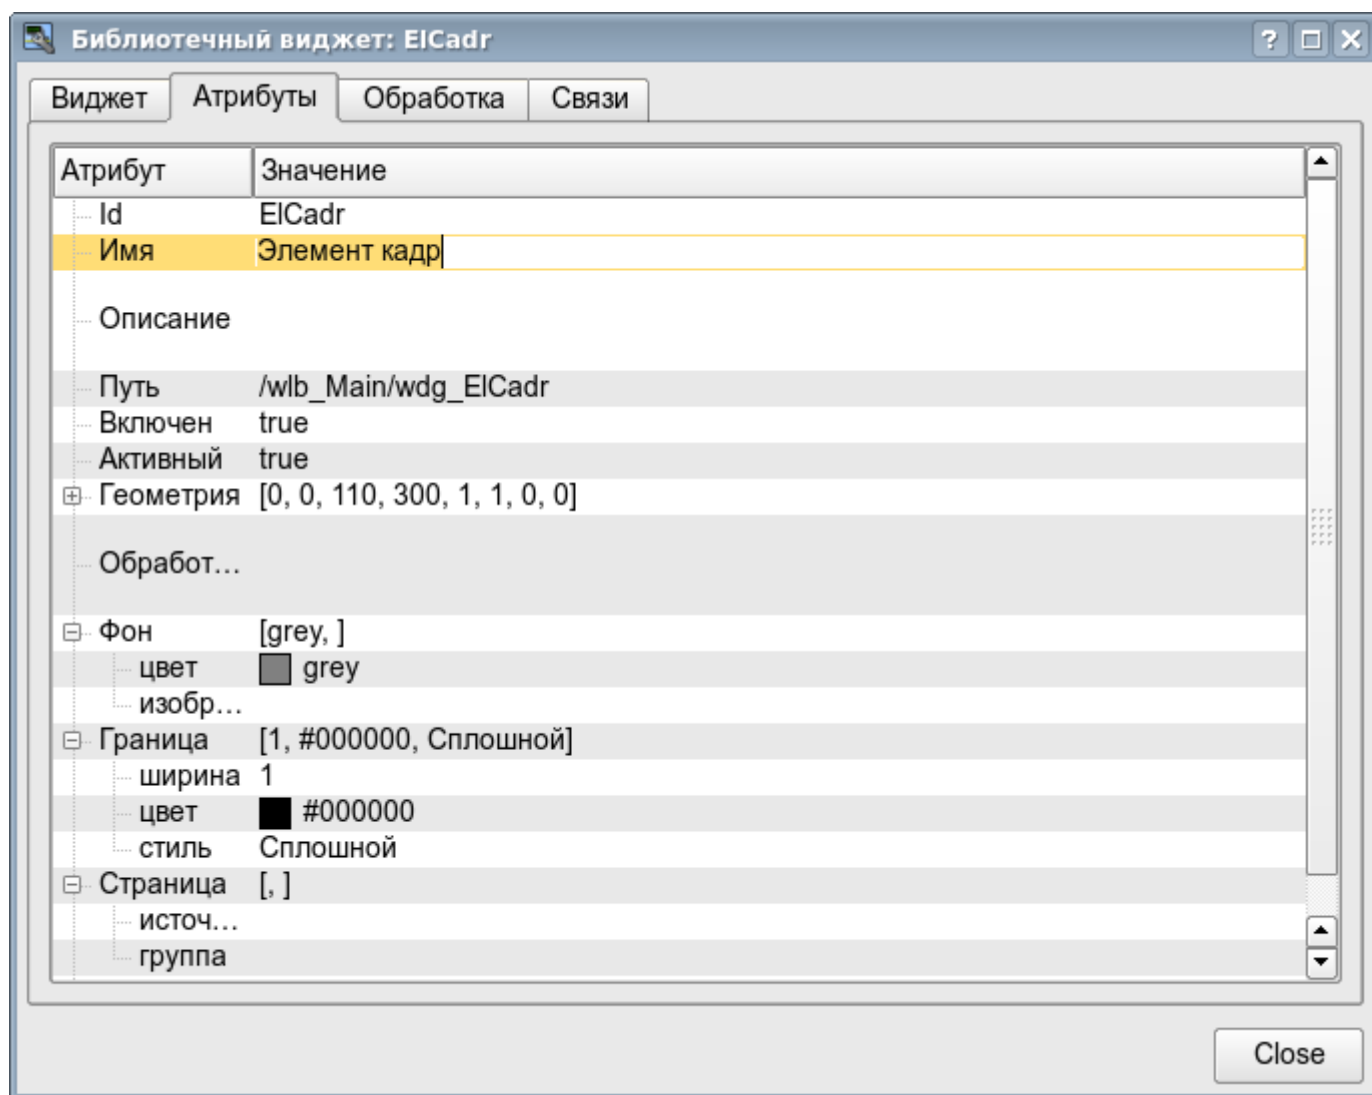 Библиотечный виджет: ElCadr
Виджет Атрибуты Обработка Связи
Атрибут Значение
Id ElCadr
Имя Элемент кадр
Описание
Путь /wlb_Main/wdg_ElCadr
Включен true
Активный true
Геометрия [0, 0, 110, 300, 1, 1, 0, 0]
Обработ...
Фон [grey, ]
цвет grey
изобр...
Граница [1, #000000, Сплошной]
ширина 1
цвет #000000
стиль Сплошной
Страница [, ]
источ...
группа
Close